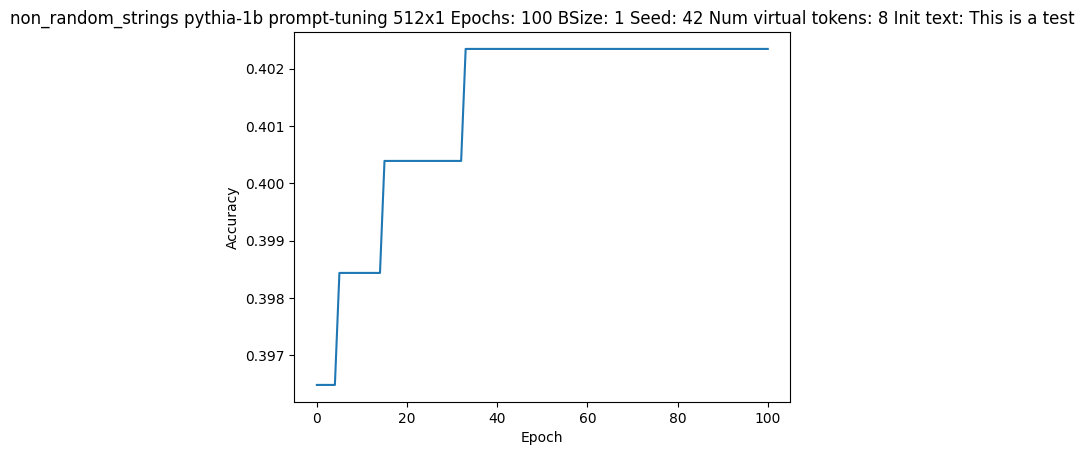 non_random_strings pythia-1b prompt-tuning 512x1 Epochs: 100 BSize: 1 Seed: 42 Num virtual tokens: 8 Init text: This is a test
0.402
0.401
0.400
0.399
0.398
0.397
Accuracy
0 20 40 60 80 100
Epoch